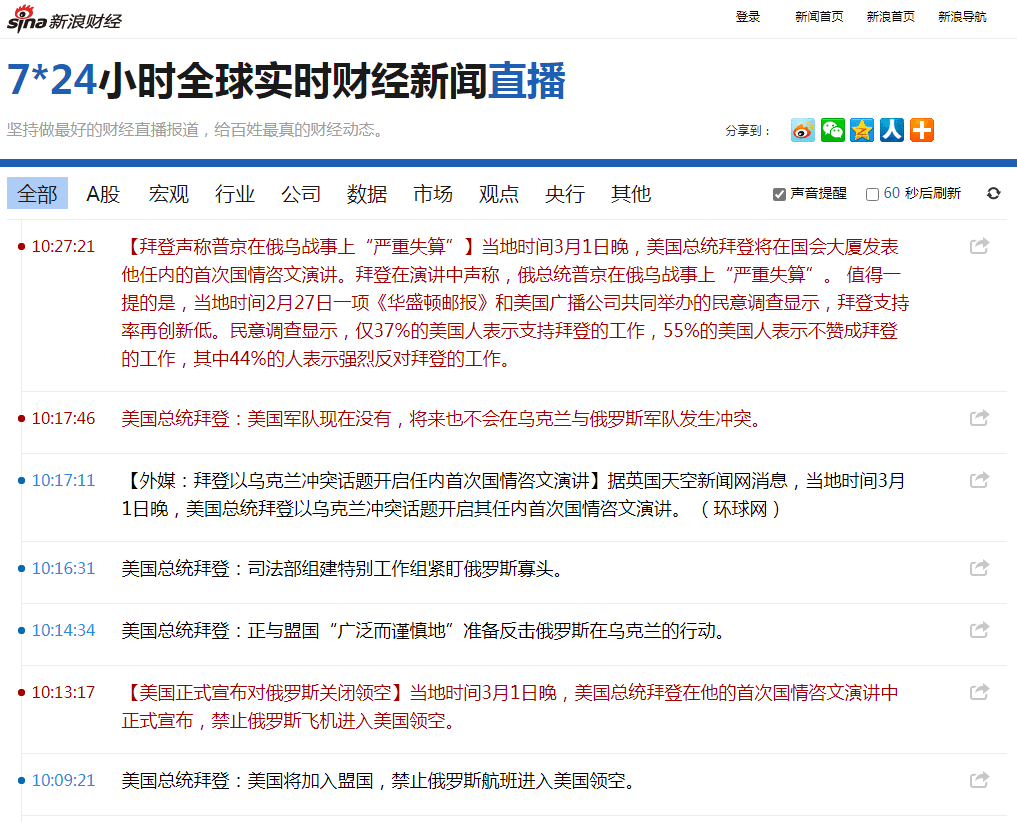 sina新浪财经 登录 新闻首页 新浪首页 新浪导航
7*24小时全球实时财经新闻直播
坚持做最好的财经直播报道，给百姓最真的财经动态。 分享到：
全部 A股 宏观 行业 公司 数据 市场 观点 央行 其他 声音提醒 60 秒后刷新
10:27:21 【拜登声称普京在俄乌战事上“严重失算”】当地时间3月1日晚，美国总统拜登将在国会大厦发表
他任内的首次国情咨文演讲。拜登在演讲中声称，俄总统普京在俄乌战事上“严重失算”。 值得一
提的是，当地时间2月27日一项《华盛顿邮报》和美国广播公司共同举办的民意调查显示，拜登支持
率再创新低。民意调查显示，仅37%的美国人表示支持拜登的工作，55%的美国人表示不赞成拜登
的工作，其中44%的人表示强烈反对拜登的工作。
10:17:46 美国总统拜登：美国军队现在没有，将来也不会在乌克兰与俄罗斯军队发生冲突。
10:17:11 【外媒：拜登以乌克兰冲突话题开启任内首次国情咨文演讲】据英国天空新闻网消息，当地时间3月
1日晚，美国总统拜登以乌克兰冲突话题开启其任内首次国情咨文演讲。（环球网）
10:16:31 美国总统拜登：司法部组建特别工作组紧盯俄罗斯寡头。
10:14:34 美国总统拜登：正与盟国“广泛而谨慎地”准备反击俄罗斯在乌克兰的行动。
10:13:17 【美国正式宣布对俄罗斯关闭领空】当地时间3月1日晚，美国总统拜登在他的首次国情咨文演讲中
正式宣布，禁止俄罗斯飞机进入美国领空。
10:09:21 美国总统拜登：美国将加入盟国，禁止俄罗斯航班进入美国领空。